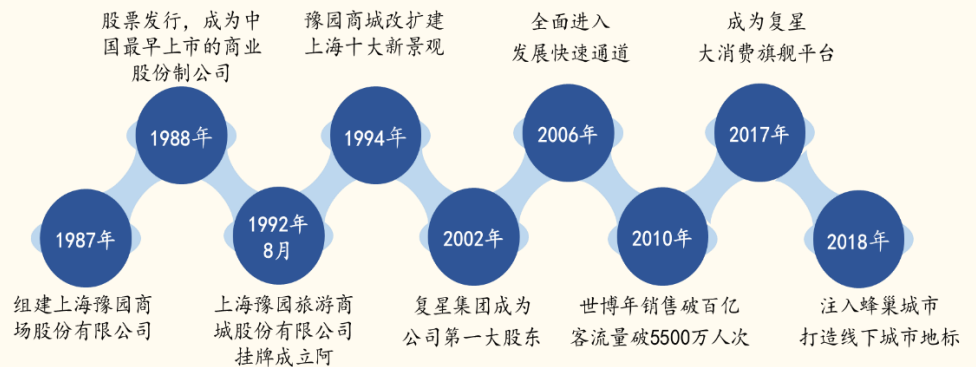 股票发行，成为中
国最早上市的商业
股份制公司
豫园商城改扩建
上海十大新景观
全面进入
发展快速通道
成为复星
大消费旗舰平台
1988年
1994年
2006年
2017年
1987年
1992年
8月
2002年
2010年
2018年
组建上海豫园商
场股份有限公司
上海豫园旅游商
城股份有限公司
挂牌成立阿
复星集团成为
公司第一大股东
世博年销售破百亿
客流量破5500万人次
注入蜂巢城市
打造线下城市地标